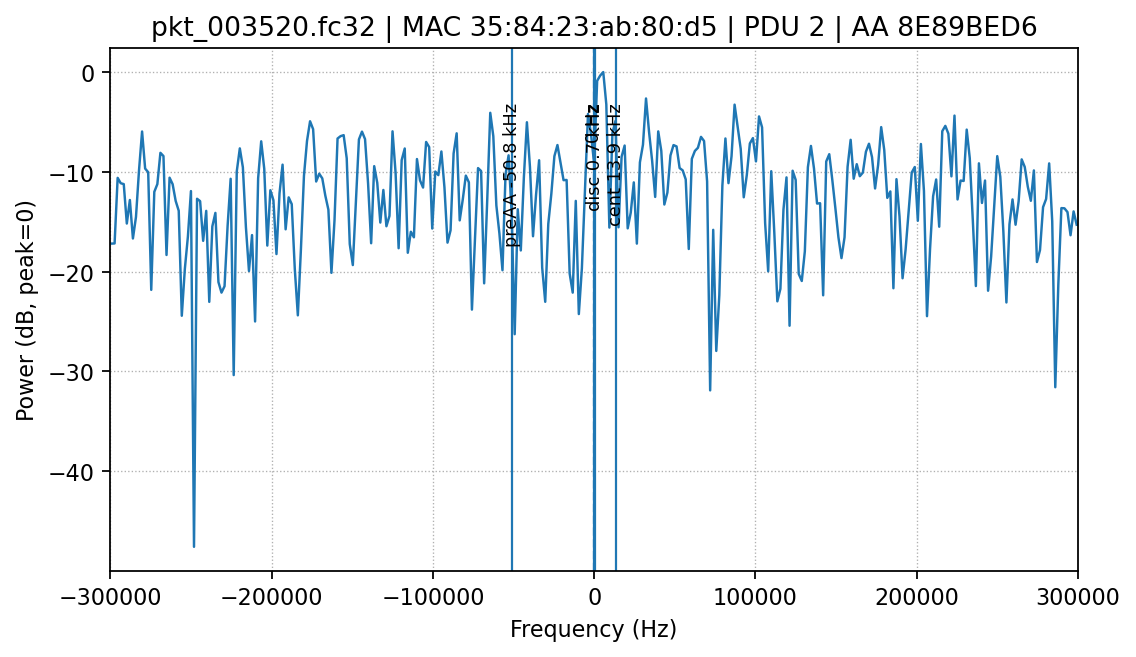 pkt_003520.fc32 | MAC 35:84:23:ab:80:d5 | PDU 2 | AA 8E89BED6
Power (dB, peak=0)
0
−10
−20
−30
−40
preAA -50.8 kHz
disc 0.7 kHz
cent 13.9 kHz
−300000
−200000
−100000
0
100000
200000
300000
Frequency (Hz)